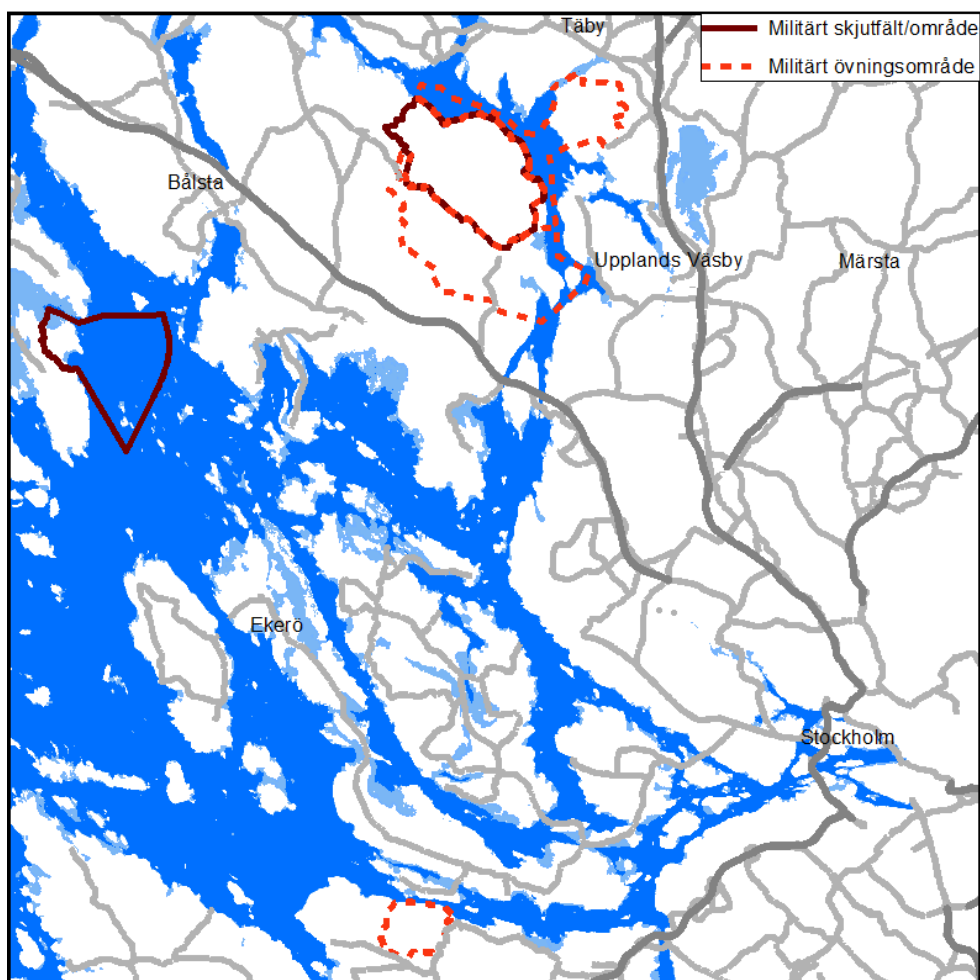 Täby
Militärt skjutfält/område
Militärt övningsområde
Bålsta
Upplands Väsby
Märsta
Ekerö
Stockholm